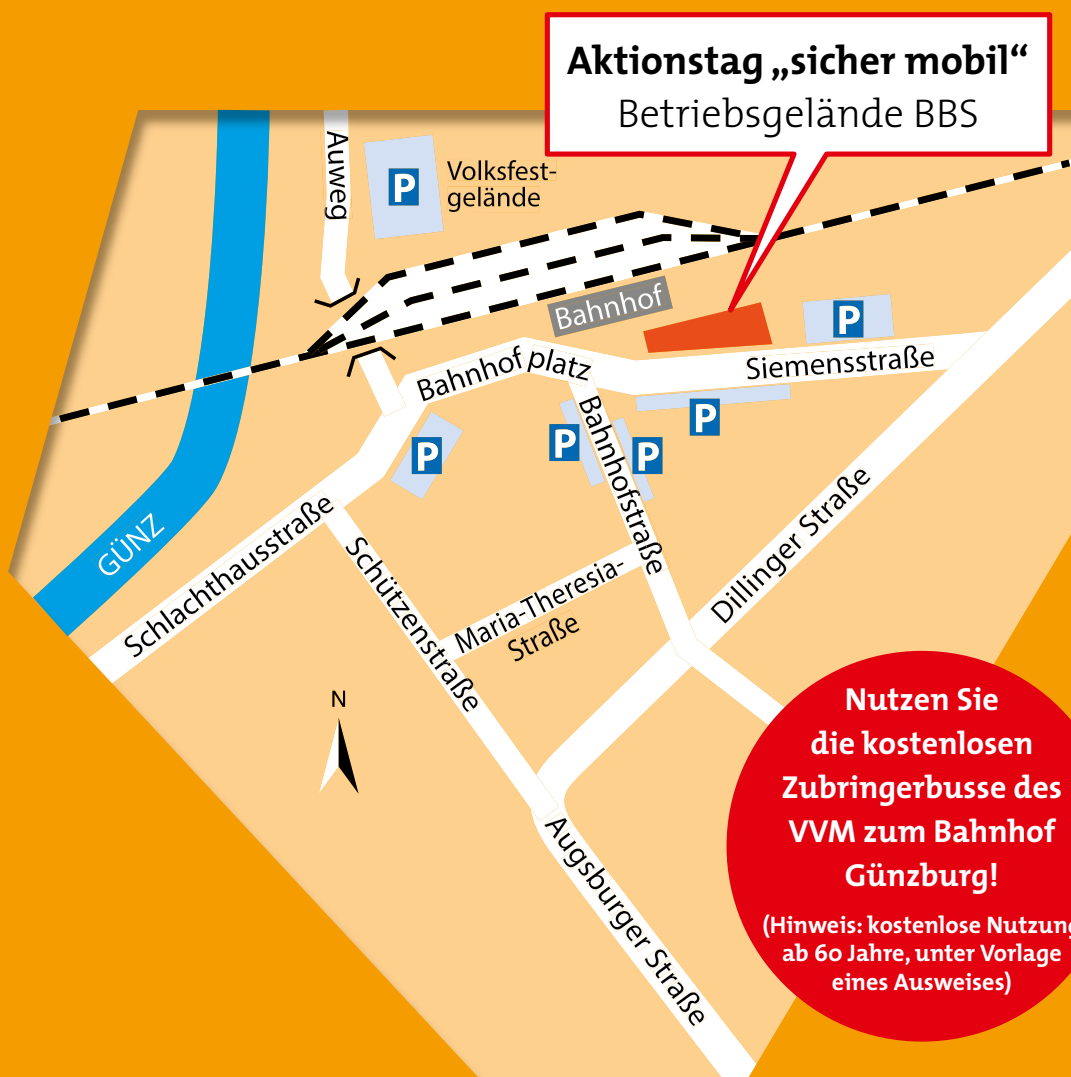 Aktionstag „sicher mobil“
Betriebsgelände BBS
Auweg
P
Volksfest-
gelände
Bahnhof
P
Siemensstraße
Bahnhofplatz
P
P
P
P
Bahnhofstraße
GÜNZ
Schlachthausstraße
Schützenstraße
Maria-Theresia-
Straße
Dillinger Straße
N
Augsburger Straße
Nutzen Sie
die kostenlosen
Zubringerbusse des
VVM zum Bahnhof
Günzburg!
(Hinweis: kostenlose Nutzung
ab 60 Jahre, unter Vorlage
eines Ausweises)